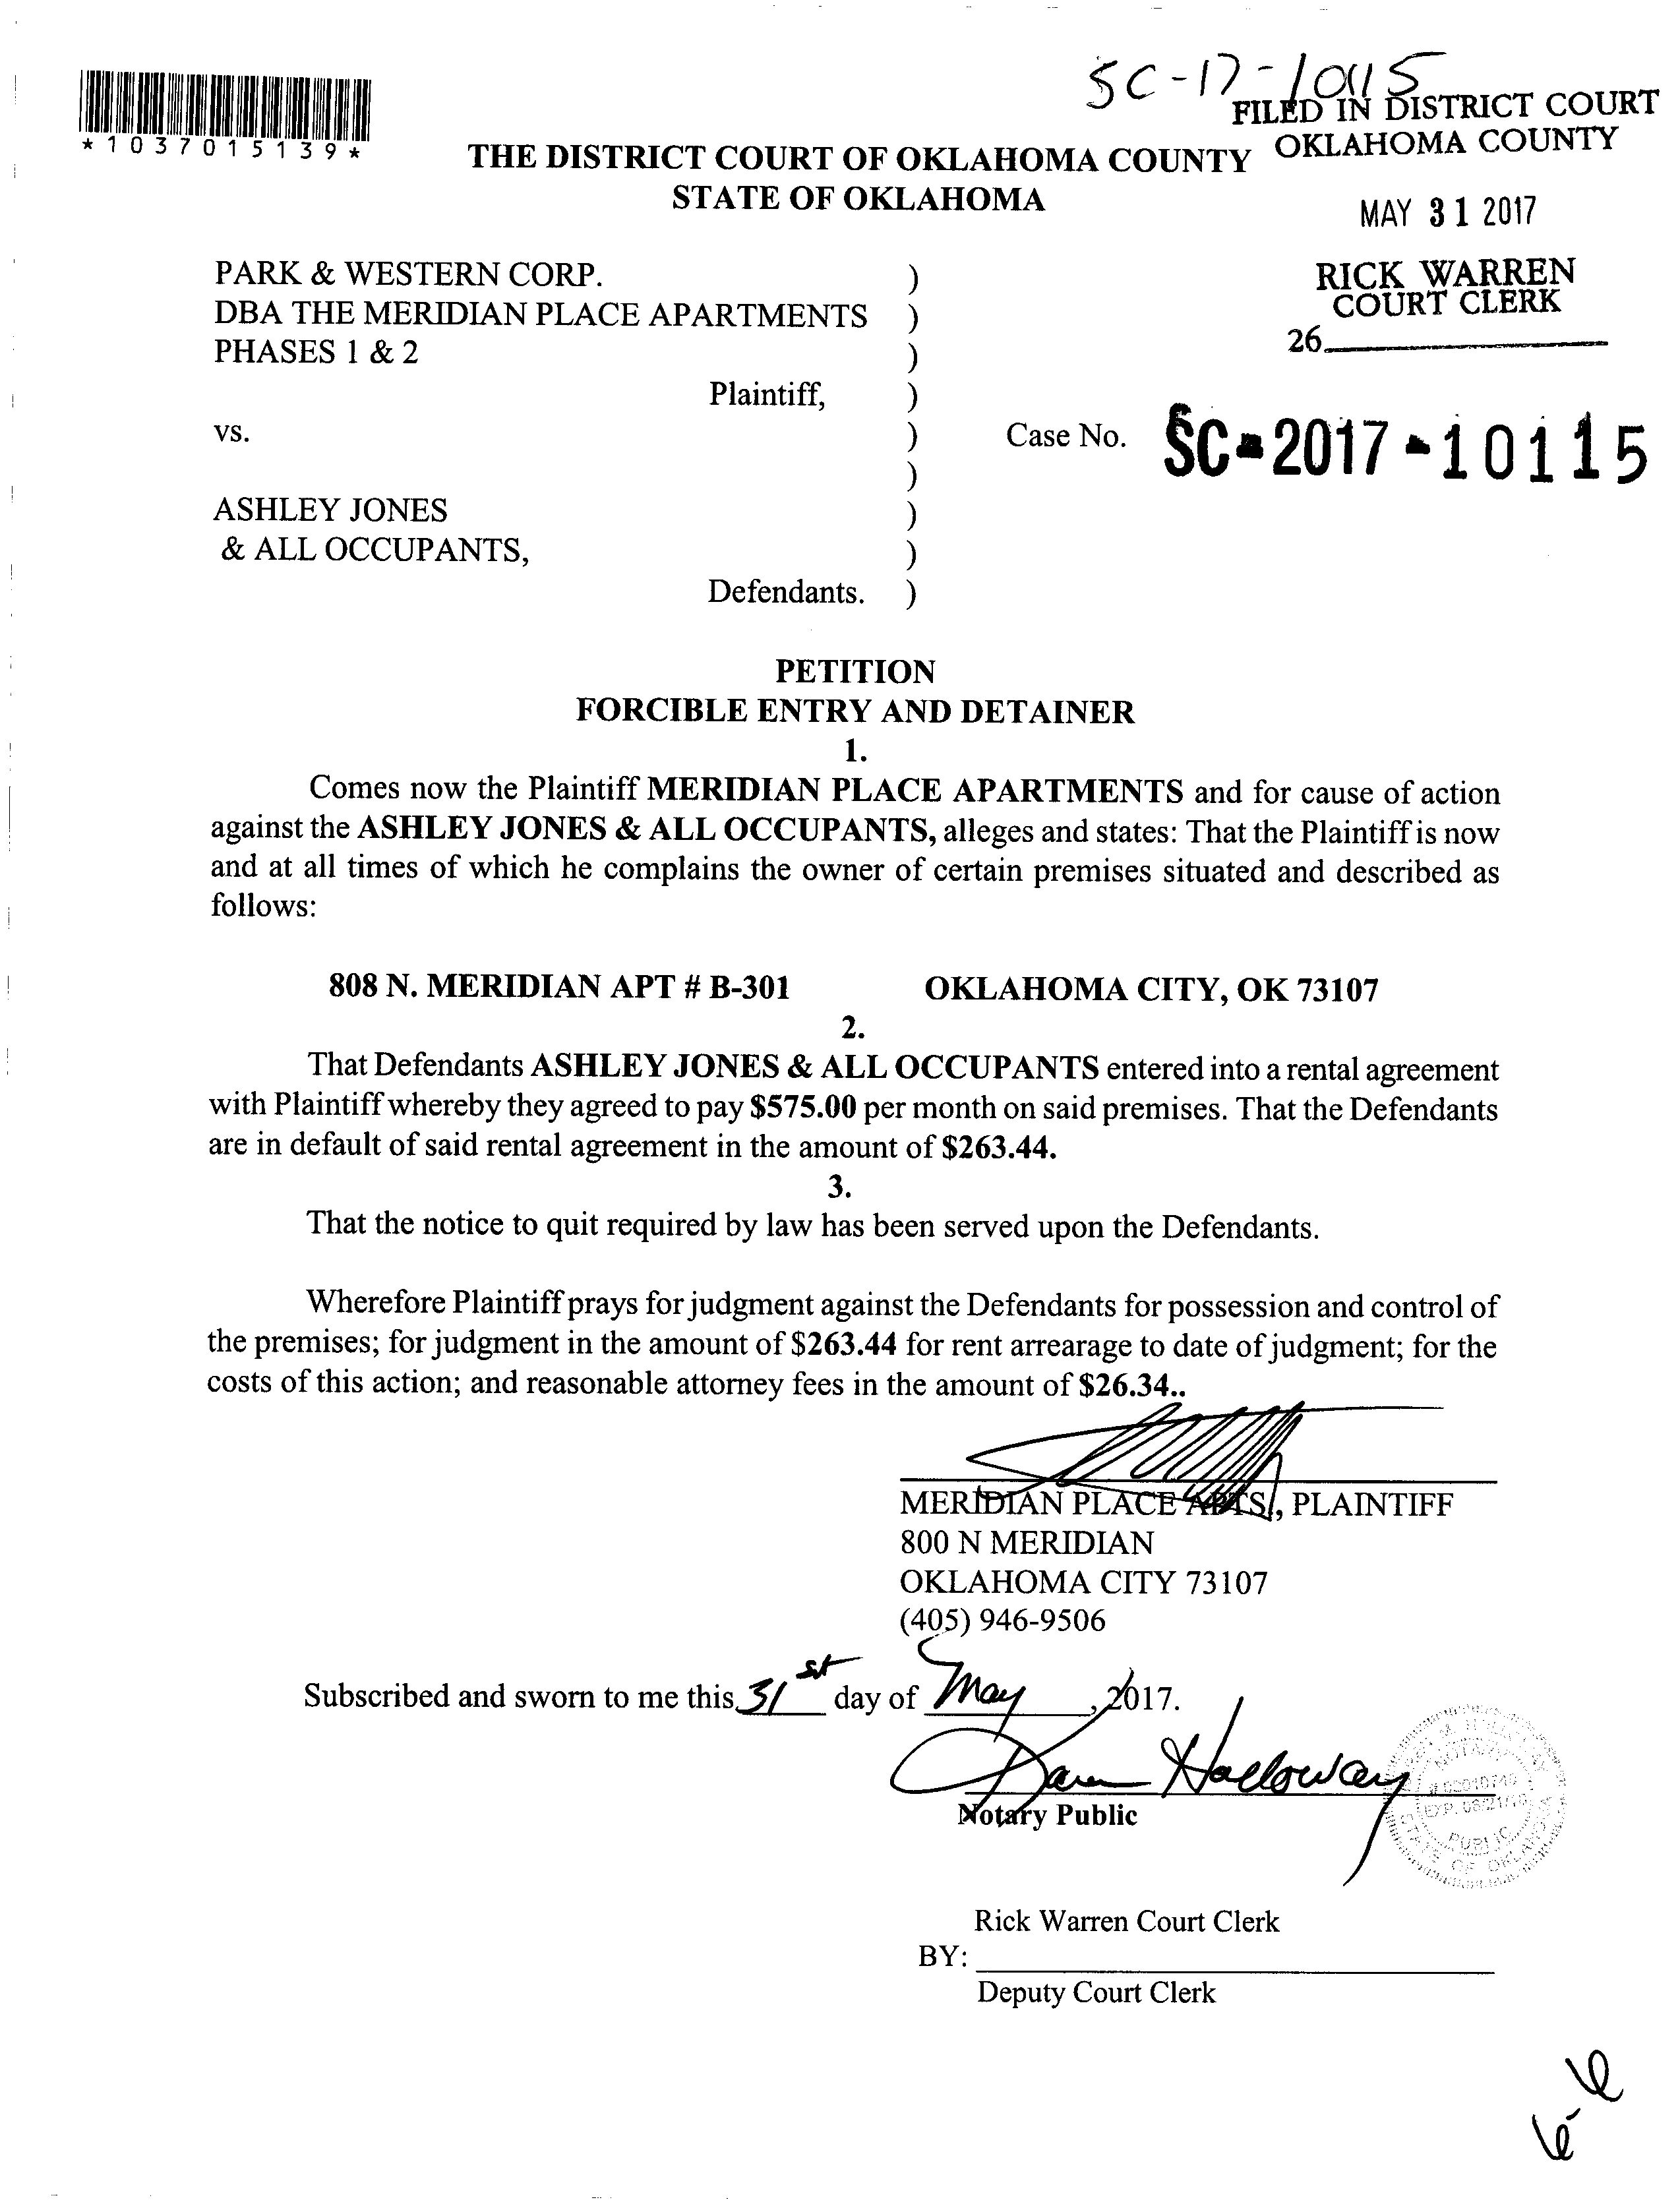 SC-17-10115
FILED IN DISTRICT COURT
OKLAHOMA COUNTY
*1037015139*
THE DISTRICT COURT OF OKLAHOMA COUNTY
STATE OF OKLAHOMA
MAY 31 2017
RICK WARREN
COURT CLERK
26
PARK & WESTERN CORP. )
DBA THE MERIDIAN PLACE APARTMENTS )
PHASES 1 & 2 )
Plaintiff, )
vs. ) Case No. SC-2017-10115
)
ASHLEY JONES )
& ALL OCCUPANTS, )
Defendants. )
PETITION
FORCIBLE ENTRY AND DETAINER
1.
Comes now the Plaintiff MERIDIAN PLACE APARTMENTS and for cause of action
against the ASHLEY JONES & ALL OCCUPANTS, alleges and states: That the Plaintiff is now
and at all times of which he complains the owner of certain premises situated and described as
follows:
808 N. MERIDIAN APT # B-301 OKLAHOMA CITY, OK 73107
2.
That Defendants ASHLEY JONES & ALL OCCUPANTS entered into a rental agreement
with Plaintiff whereby they agreed to pay $575.00 per month on said premises. That the Defendants
are in default of said rental agreement in the amount of $263.44.
3.
That the notice to quit required by law has been served upon the Defendants.
Wherefore Plaintiff prays for judgment against the Defendants for possession and control of
the premises; for judgment in the amount of $263.44 for rent arrearage to date of judgment; for the
costs of this action; and reasonable attorney fees in the amount of $26.34..
MERIDIAN PLACE APTS., PLAINTIFF
800 N MERIDIAN
OKLAHOMA CITY 73107
(405) 946-9506
Subscribed and sworn to me this 31st day of May, 2017.
Karen Holloway
Notary Public
NOTARY
PUBLIC
STATE OF OKLAHOMA
Rick Warren Court Clerk
BY:
Deputy Court Clerk
6-6